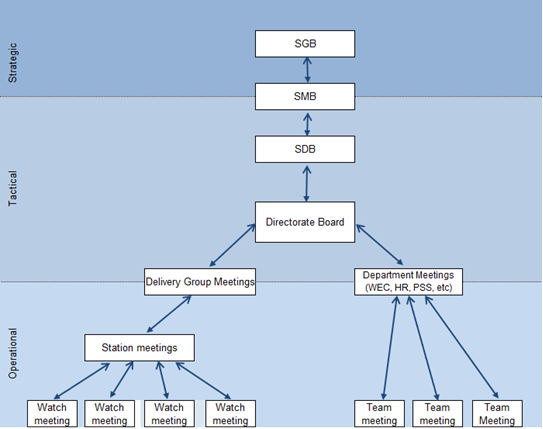 Strategic
SGB
SMB
Tactical
SDB
Directorate Board
Delivery Group Meetings
Department Meetings
(WEC, HR, PSS, etc)
Operational
Station meetings
Watch
meeting
Watch
meeting
Watch
meeting
Watch
meeting
Team
meeting
Team
meeting
Team
Meeting